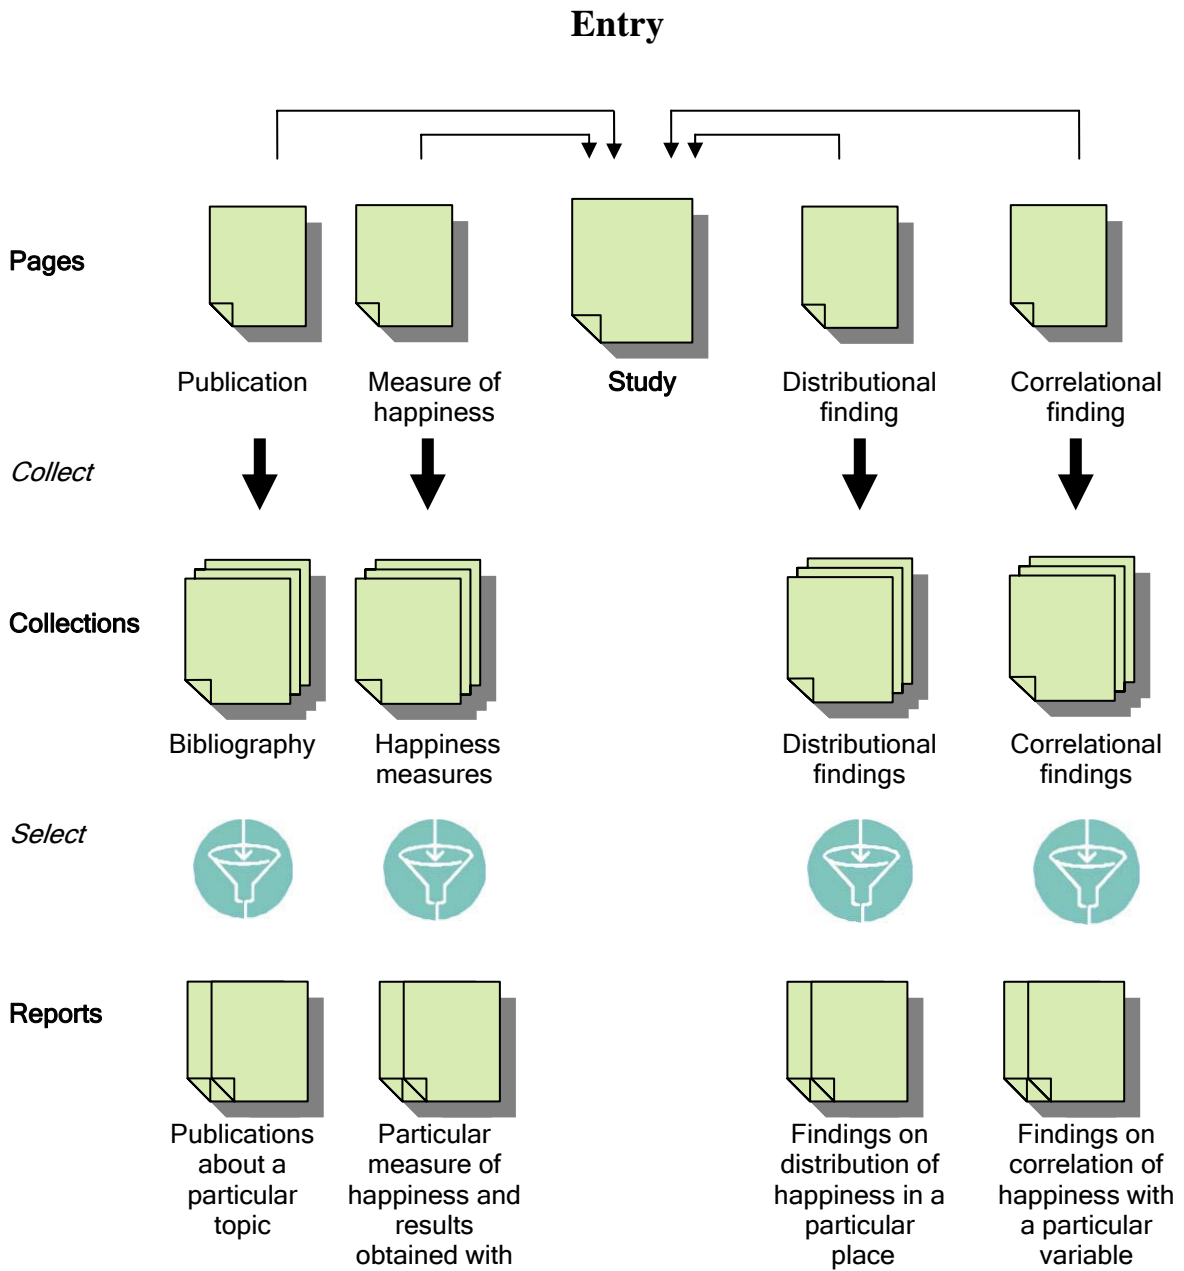 Entry
Pages
Publication
Measure of
happiness
Study
Distributional
finding
Correlational
finding
Collect
Collections
Bibliography
Happiness
measures
Distributional
findings
Correlational
findings
Select
Reports
Publications
about a
particular
topic
Particular
measure of
happiness and
results
obtained with
Findings on
distribution of
happiness in a
particular
place
Findings on
correlation of
happiness with
a particular
variable